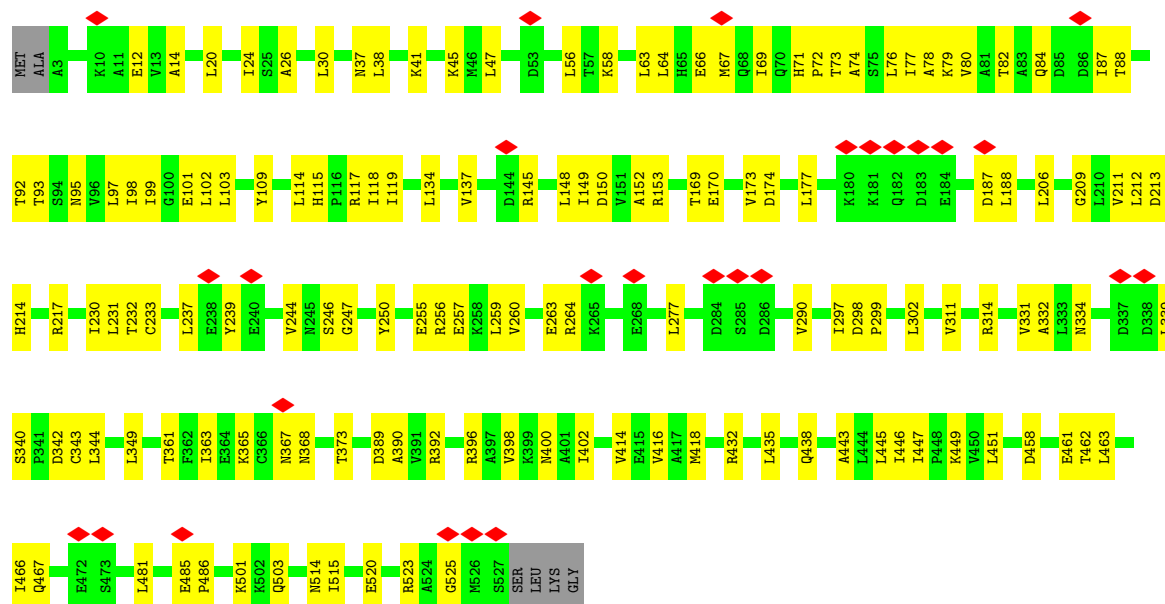 MET ALA A3 K10 A11 E12 V13 A14 L20 I24 S25 A26 L30 N37 L38 K41 K45 M46 L47 D53 L56 T57 K58 L63 L64 H65 E66 M67 Q68 I69 Q70 H71 P72 T73 A74 S75 L76 I77 A78 K79 V80 A81 T82 A83 Q84 D85 D86 I87 T88
T92 T93 S94 N95 V96 L97 I98 I99 G100 E101 L102 L103 Y109 L114 H115 P116 R117 I118 I119 L134 V137 D144 R145 L148 I149 D150 V151 A152 R153 T169 E170 V173 D174 L177 K180 K181 Q182 D183 E184 D187 L188 L206 G209 L210 V211 L212 D213
H214 R217 I230 L231 T232 C233 L237 E238 Y239 E240 V244 N245 S246 G247 Y250 E255 R256 E257 K258 L259 V260 E263 R264 K265 E268 L277 D284 S285 D286 V290 I297 D298 P299 L302 V311 R314 V331 A332 L333 N334 D337 D338 L339
S340 P341 D342 C343 L344 L349 T361 F362 I363 E364 K365 C366 N367 N368 T373 D389 A390 V391 R392 R396 A397 V398 K399 N400 A401 I402 V414 E415 V416 A417 M418 R432 L435 Q438 A443 L444 L445 I446 I447 P448 K449 V450 L451 D458 E461 T462 L463
I466 Q467 E472 S473 L481 E485 P486 K501 K502 Q503 N514 I515 E520 R523 A524 G525 M526 S527 SER LEU LYS GLY